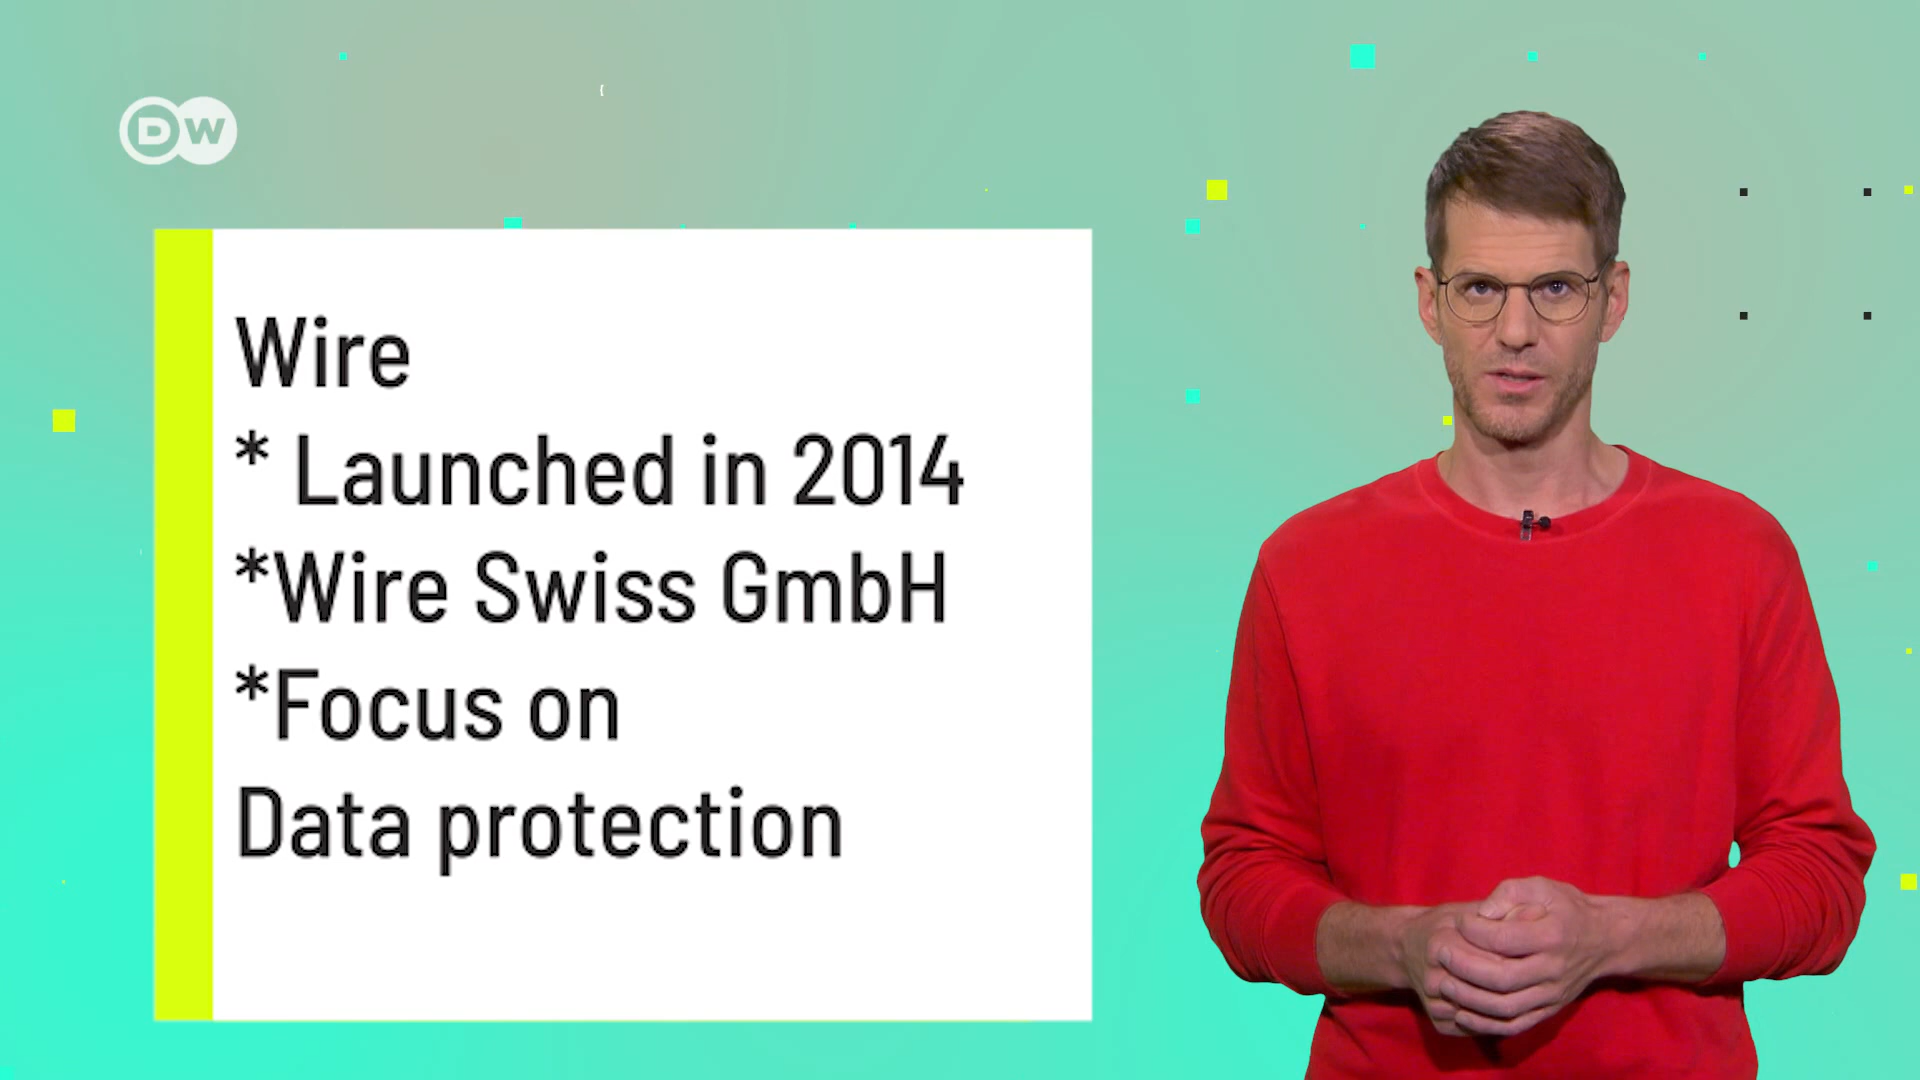 DW
Wire
* Launched in 2014
*Wire Swiss GmbH
*Focus on
Data protection